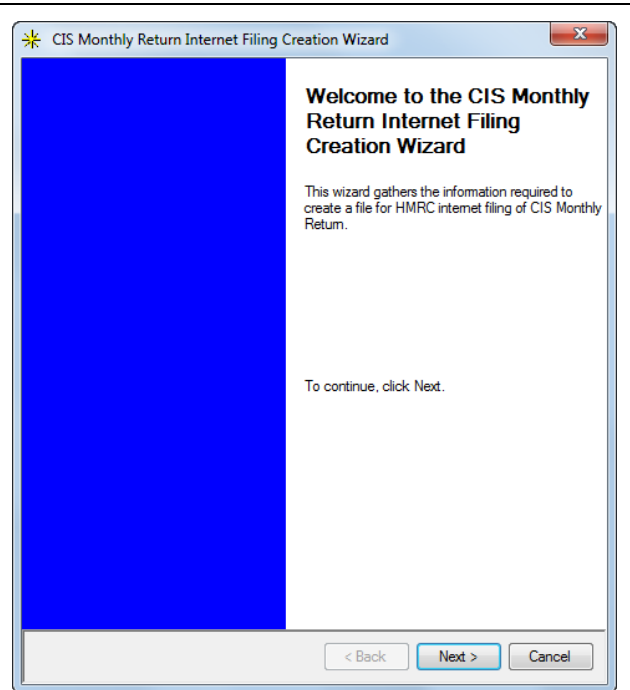 CIS Monthly Return Internet Filing Creation Wizard
Welcome to the CIS Monthly
Return Internet Filing
Creation Wizard
This wizard gathers the information required to
create a file for HMRC internet filing of CIS Monthly
Return.
To continue, click Next.
< Back Next > Cancel